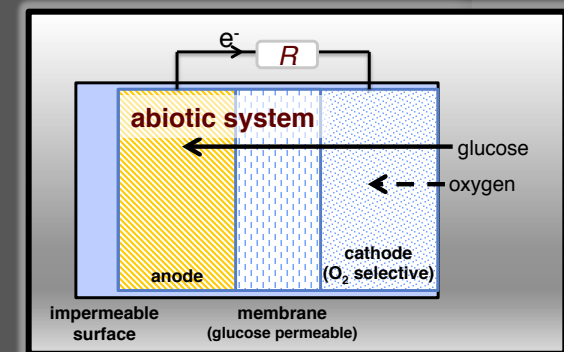 e-
R
abiotic system
glucose
oxygen
cathode
(O2 selective)
anode
impermeable
surface
membrane
(glucose permeable)